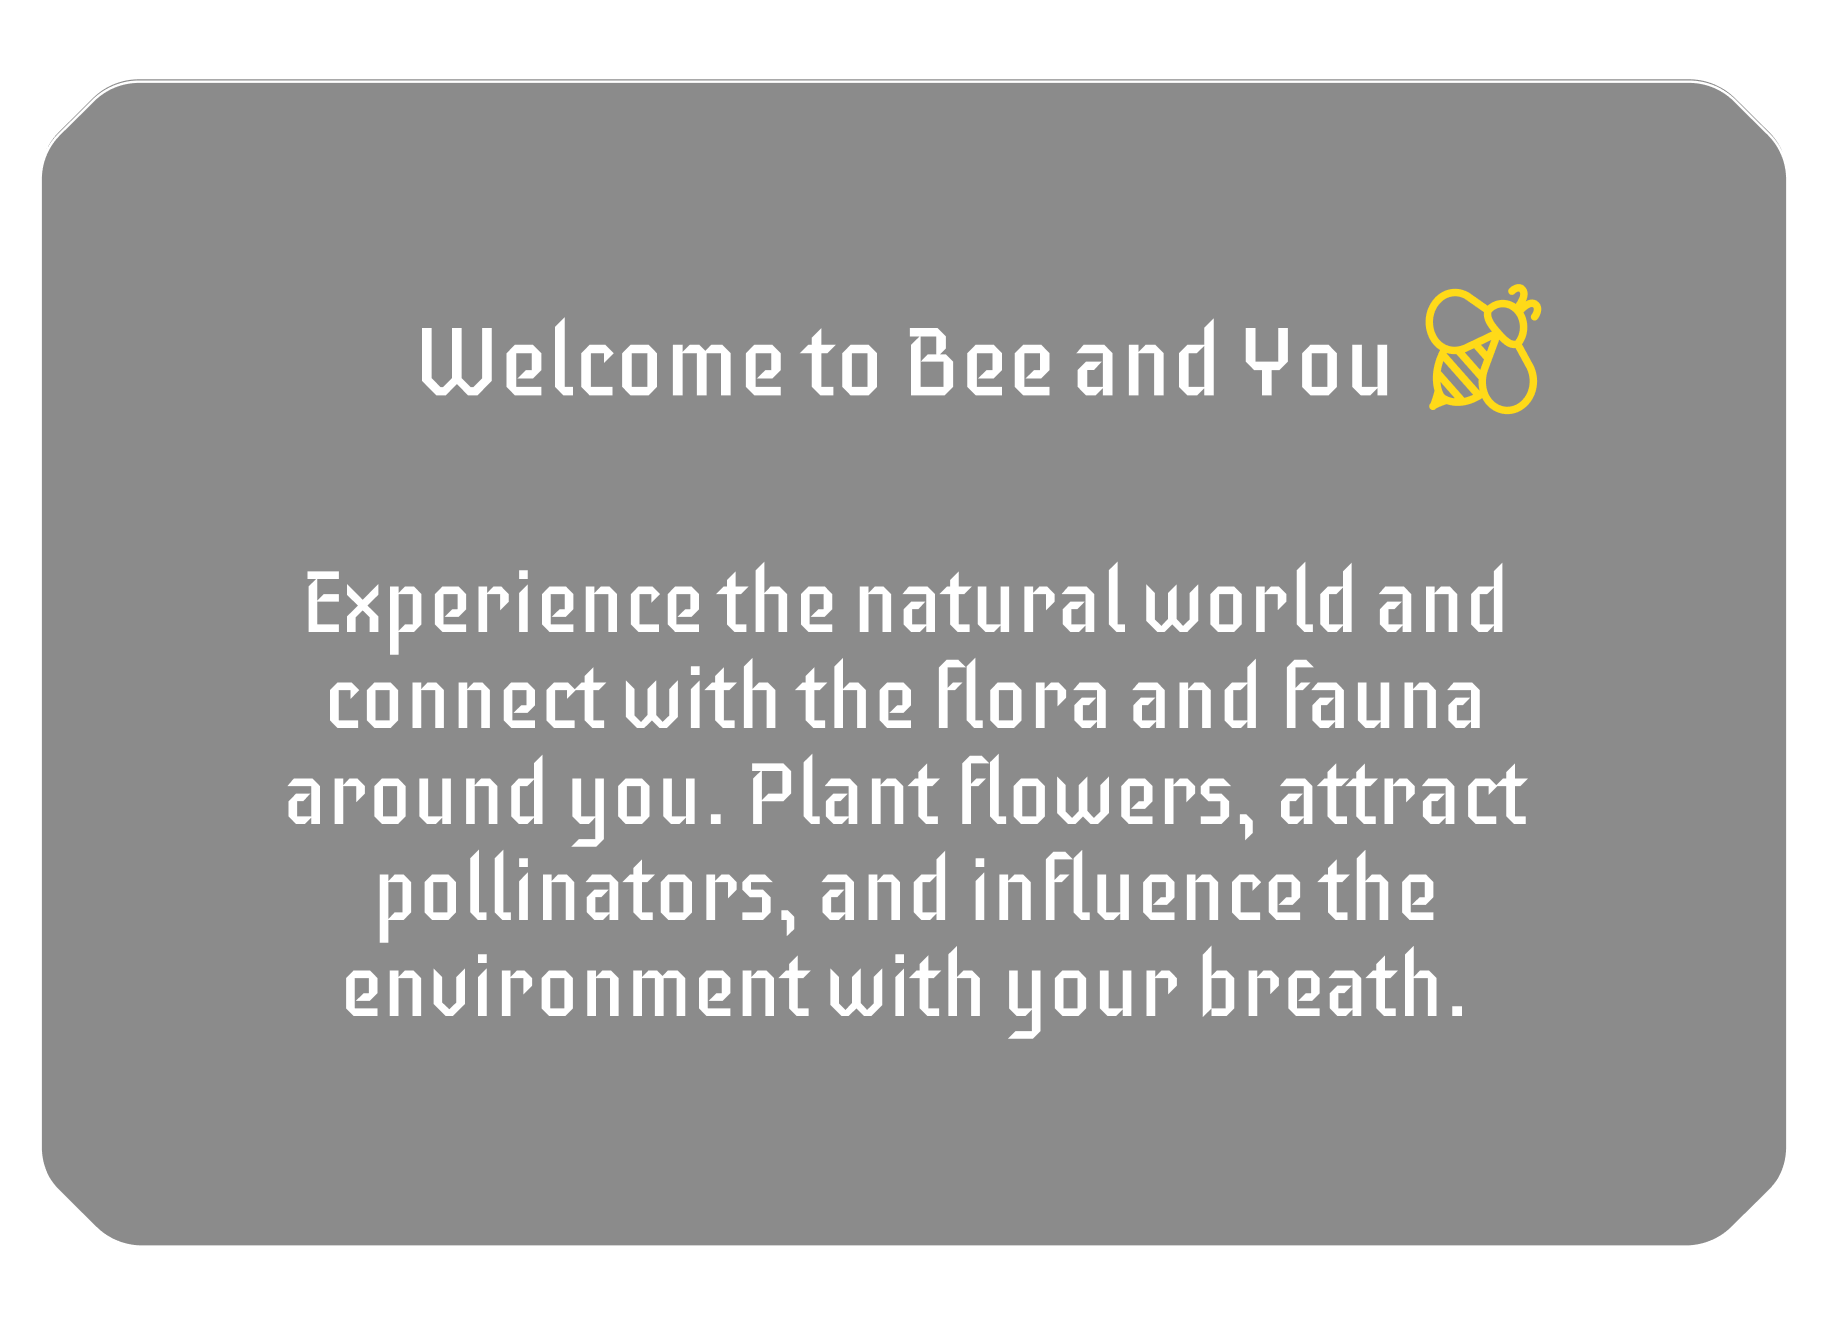 Welcome to Bee and You
Experience the natural world and
connect with the flora and fauna
around you. Plant flowers, attract
pollinators, and influence the
environment with your breath.